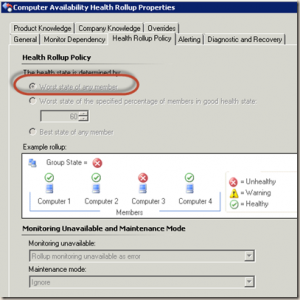 Computer Availability Health Rollup Properties
Product Knowledge | Company Knowledge | Overrides
General | Monitor Dependency | Health Rollup Policy | Alerting | Diagnostic and Recovery
Health Rollup Policy
The health state is determined by:
Worst state of any member
Worst state of the specified percentage of members in good health state:
60
Best state of any member
Example rollup:
Group State =
Computer 1 Computer 2 Computer 3 Computer 4
Members
= Unhealthy
= Warning
= Healthy
Monitoring Unavailable and Maintenance Mode
Monitoring unavailable:
Rollup monitoring unavailable as error
Maintenance mode:
Ignore